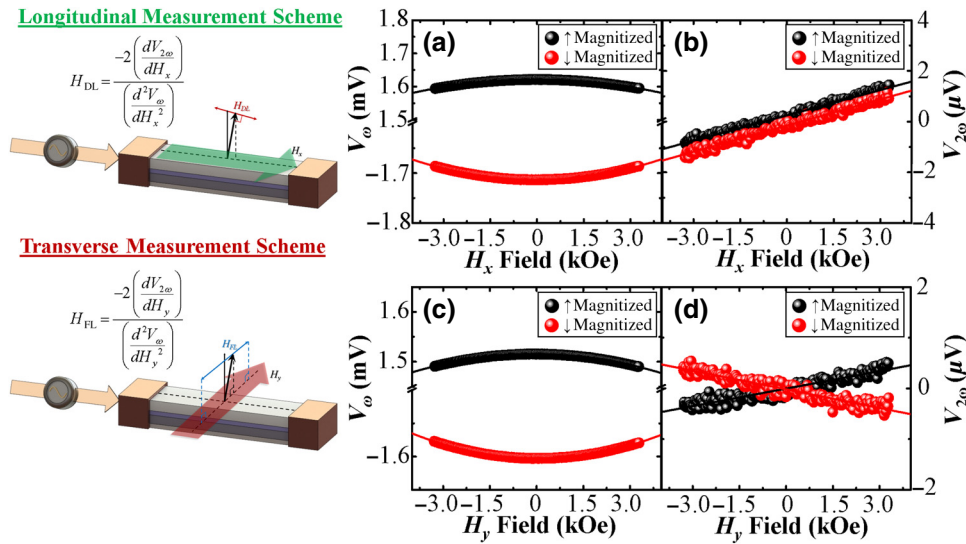 Longitudinal Measurement Scheme
H_DL = −2(dV_2ω/dH_x) / (d²V_ω/dH_x²)
H_DL
H_x
Transverse Measurement Scheme
H_FL = −2(dV_2ω/dH_y) / (d²V_ω/dH_y²)
H_FL
H_y
(a)
↑ Magnitized
↓ Magnitized
V_ω (mV)
1.8
1.7
1.6
1.5
−1.7
−1.8
−3.0 −1.5 0 1.5 3.0
H_x Field (kOe)
(b)
↑ Magnitized
↓ Magnitized
4
2
0
−2
−4
V_2ω (μV)
−3.0 −1.5 0 1.5 3.0
H_x Field (kOe)
(c)
↑ Magnitized
↓ Magnitized
V_ω (mV)
1.6
1.5
−1.6
−3.0 −1.5 0 1.5 3.0
H_y Field (kOe)
(d)
↑ Magnitized
↓ Magnitized
2
0
2
V_2ω (μV)
−3.0 −1.5 0 1.5 3.0
H_y Field (kOe)